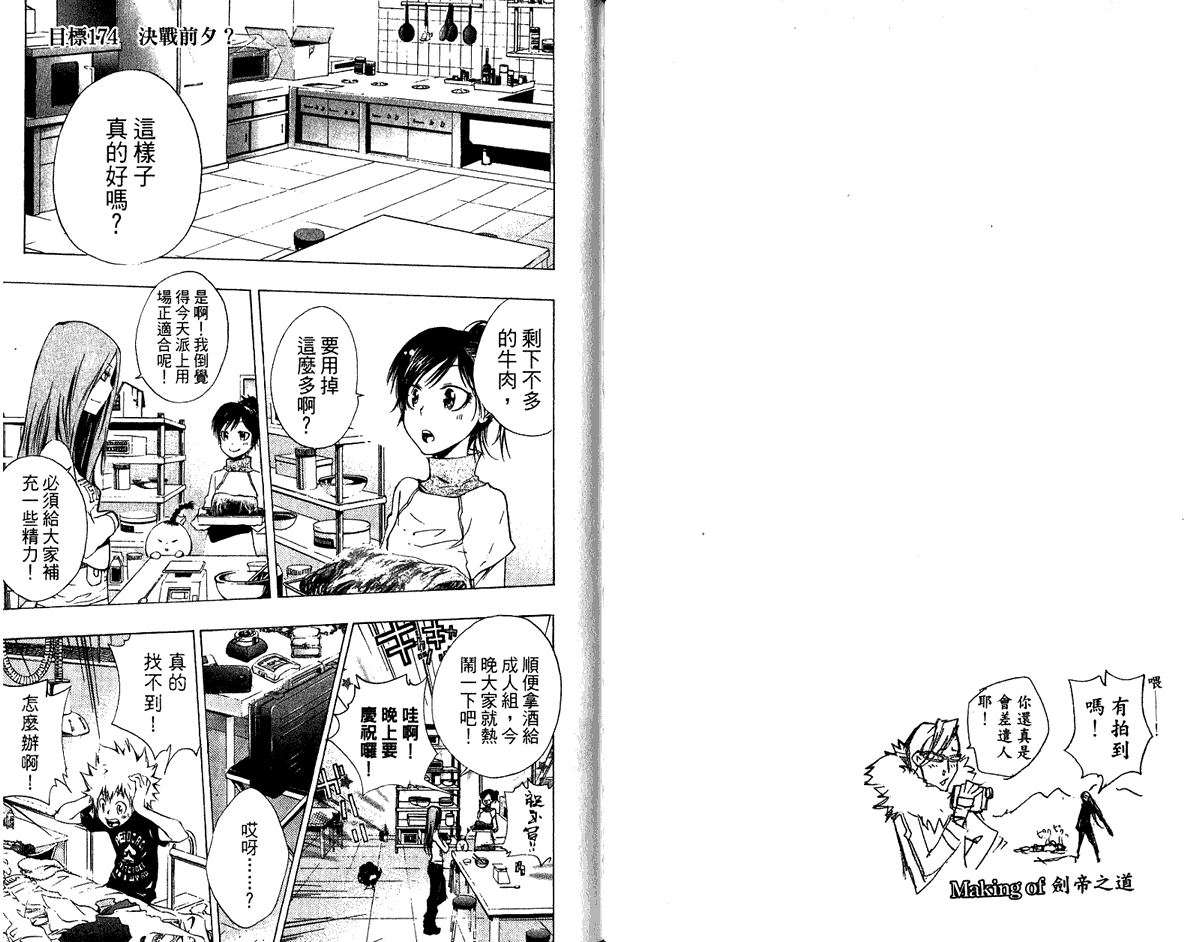 喂……!
有拍到
嗎！
你還真是
會差遣人
耶！
Making of 劍帝之道
目標174 決戰前夕？
這樣子
真的好嗎？
剩下不多
的牛肉，
要用掉
這麼多啊？
是啊！我倒覺
得今天派上用
場正適合呢！
必須給大家補
充一些精力！
順便拿酒給
成人組，今
晚大家就熱
鬧一下吧！
哇啊！
晚上要
慶祝囉！
哎呀……？
真的
找不到！
怎麼辦啊！